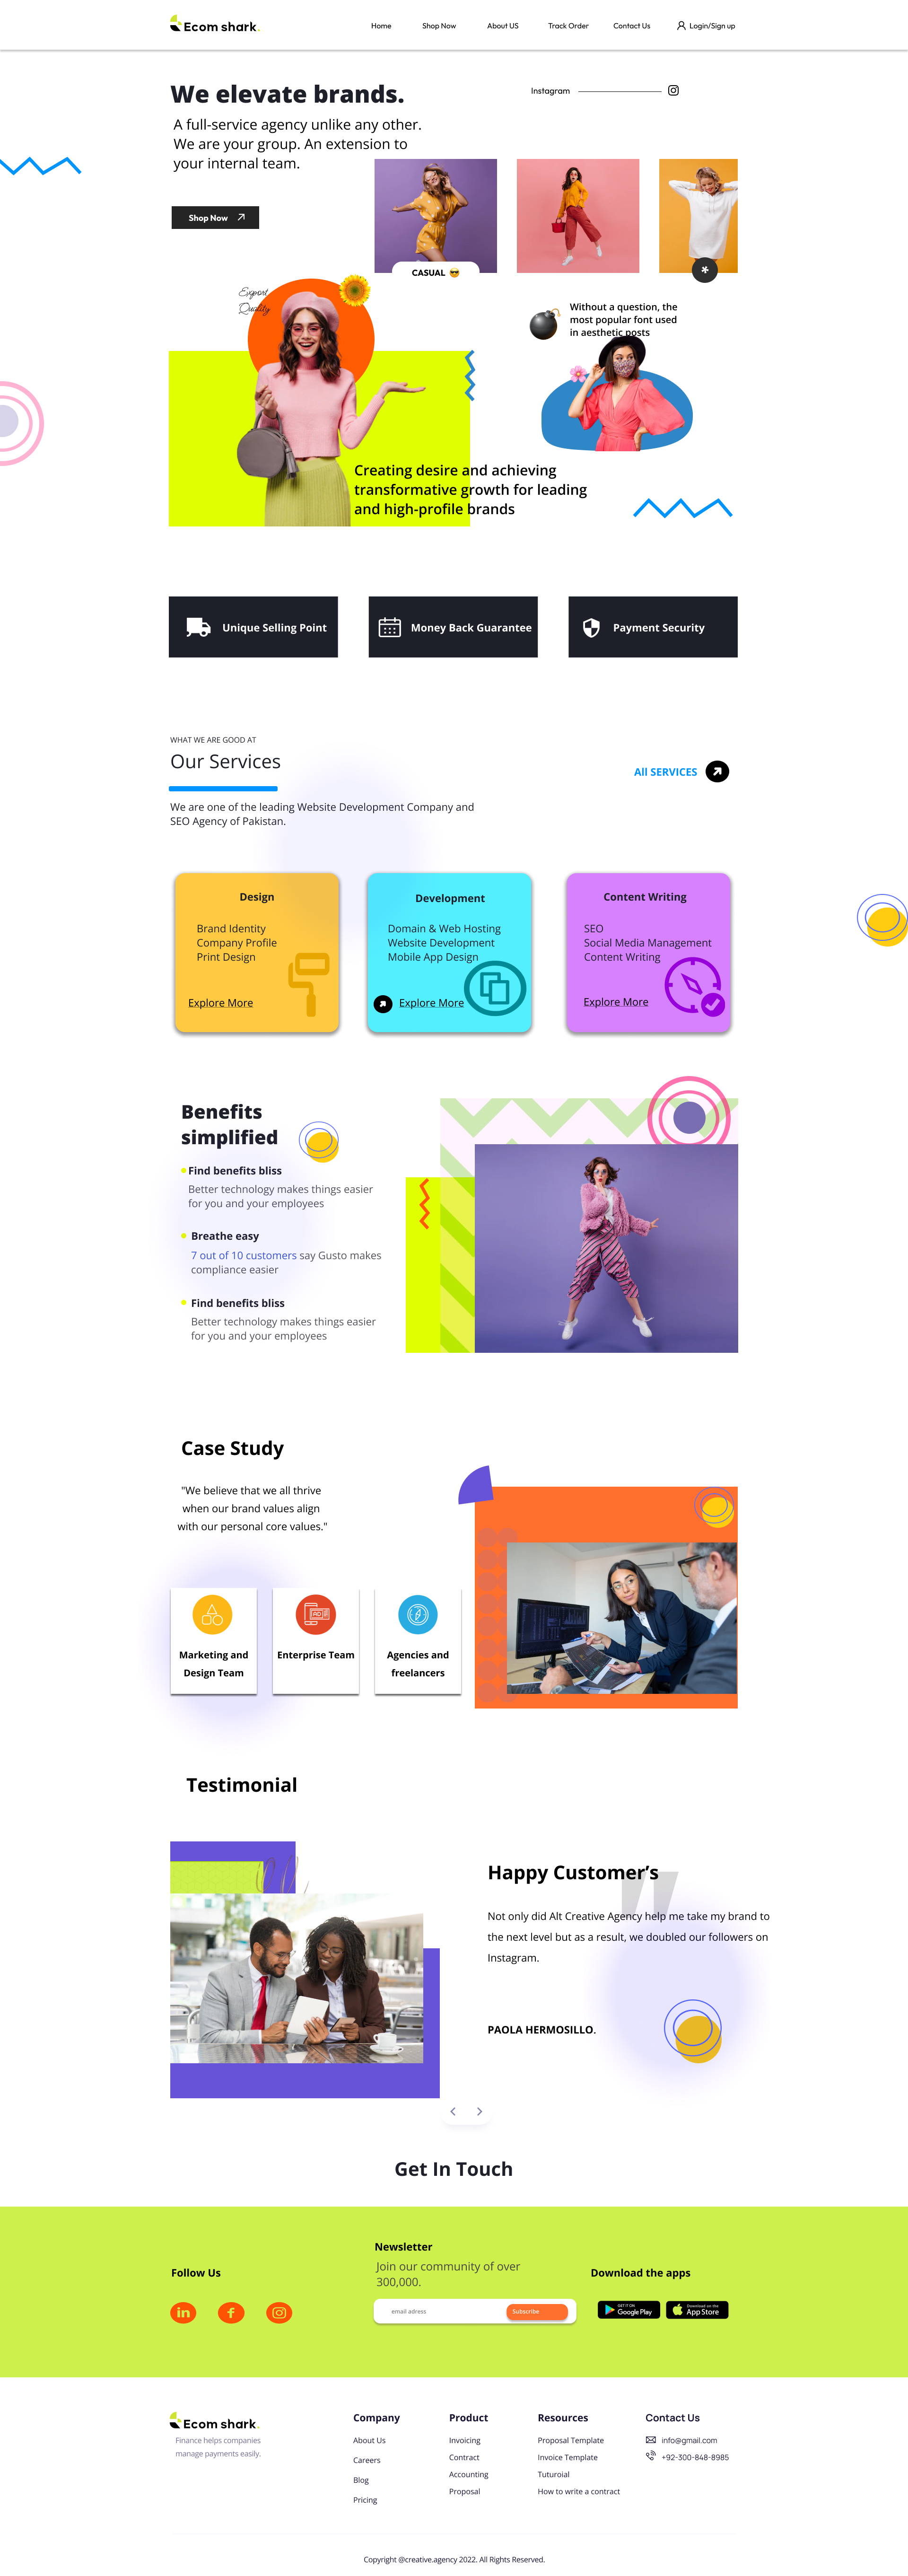 Ecom shark.
Home
Shop Now
About US
Track Order
Contact Us
Login/Sign up
We elevate brands.
A full-service agency unlike any other.
We are your group. An extension to
your internal team.
Shop Now
Instagram
CASUAL 😎
*
Export
Quality
Without a question, the
most popular font used
in aesthetic posts
Creating desire and achieving
transformative growth for leading
and high-profile brands
Unique Selling Point
Money Back Guarantee
Payment Security
WHAT WE ARE GOOD AT
Our Services
All SERVICES
We are one of the leading Website Development Company and
SEO Agency of Pakistan.
Design
Brand Identity
Company Profile
Print Design
Explore More
Development
Domain & Web Hosting
Website Development
Mobile App Design
Explore More
Content Writing
SEO
Social Media Management
Content Writing
Explore More
Benefits
simplified
Find benefits bliss
Better technology makes things easier
for you and your employees
Breathe easy
7 out of 10 customers say Gusto makes
compliance easier
Find benefits bliss
Better technology makes things easier
for you and your employees
Case Study
"We believe that we all thrive
when our brand values align
with our personal core values."
Marketing and
Design Team
AD
Enterprise Team
Agencies and
freelancers
Testimonial
Happy Customer’s
"
Not only did Alt Creative Agency help me take my brand to
the next level but as a result, we doubled our followers on
Instagram.
PAOLA HERMOSILLO.
Get In Touch
Follow Us
in
f
Newsletter
Join our community of over
300,000.
email adress
Subscribe
Download the apps
GET IT ON
Google Play
Download on the
App Store
Ecom shark.
Finance helps companies
manage payments easily.
Company
About Us
Careers
Blog
Pricing
Product
Invoicing
Contract
Accounting
Proposal
Resources
Proposal Template
Invoice Template
Tuturoial
How to write a contract
Contact Us
info@gmail.com
+92-300-848-8985
Copyright @creative.agency 2022. All Rights Reserved.